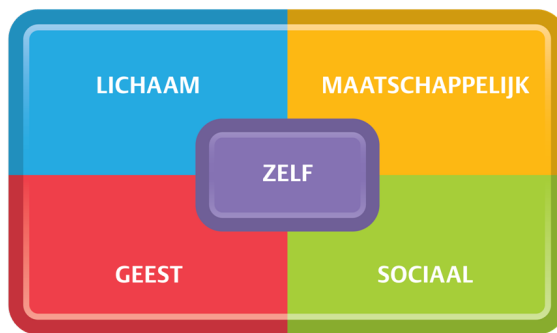 LICHAAM
MAATSCHAPPELIJK
ZELF
GEEST
SOCIAAL